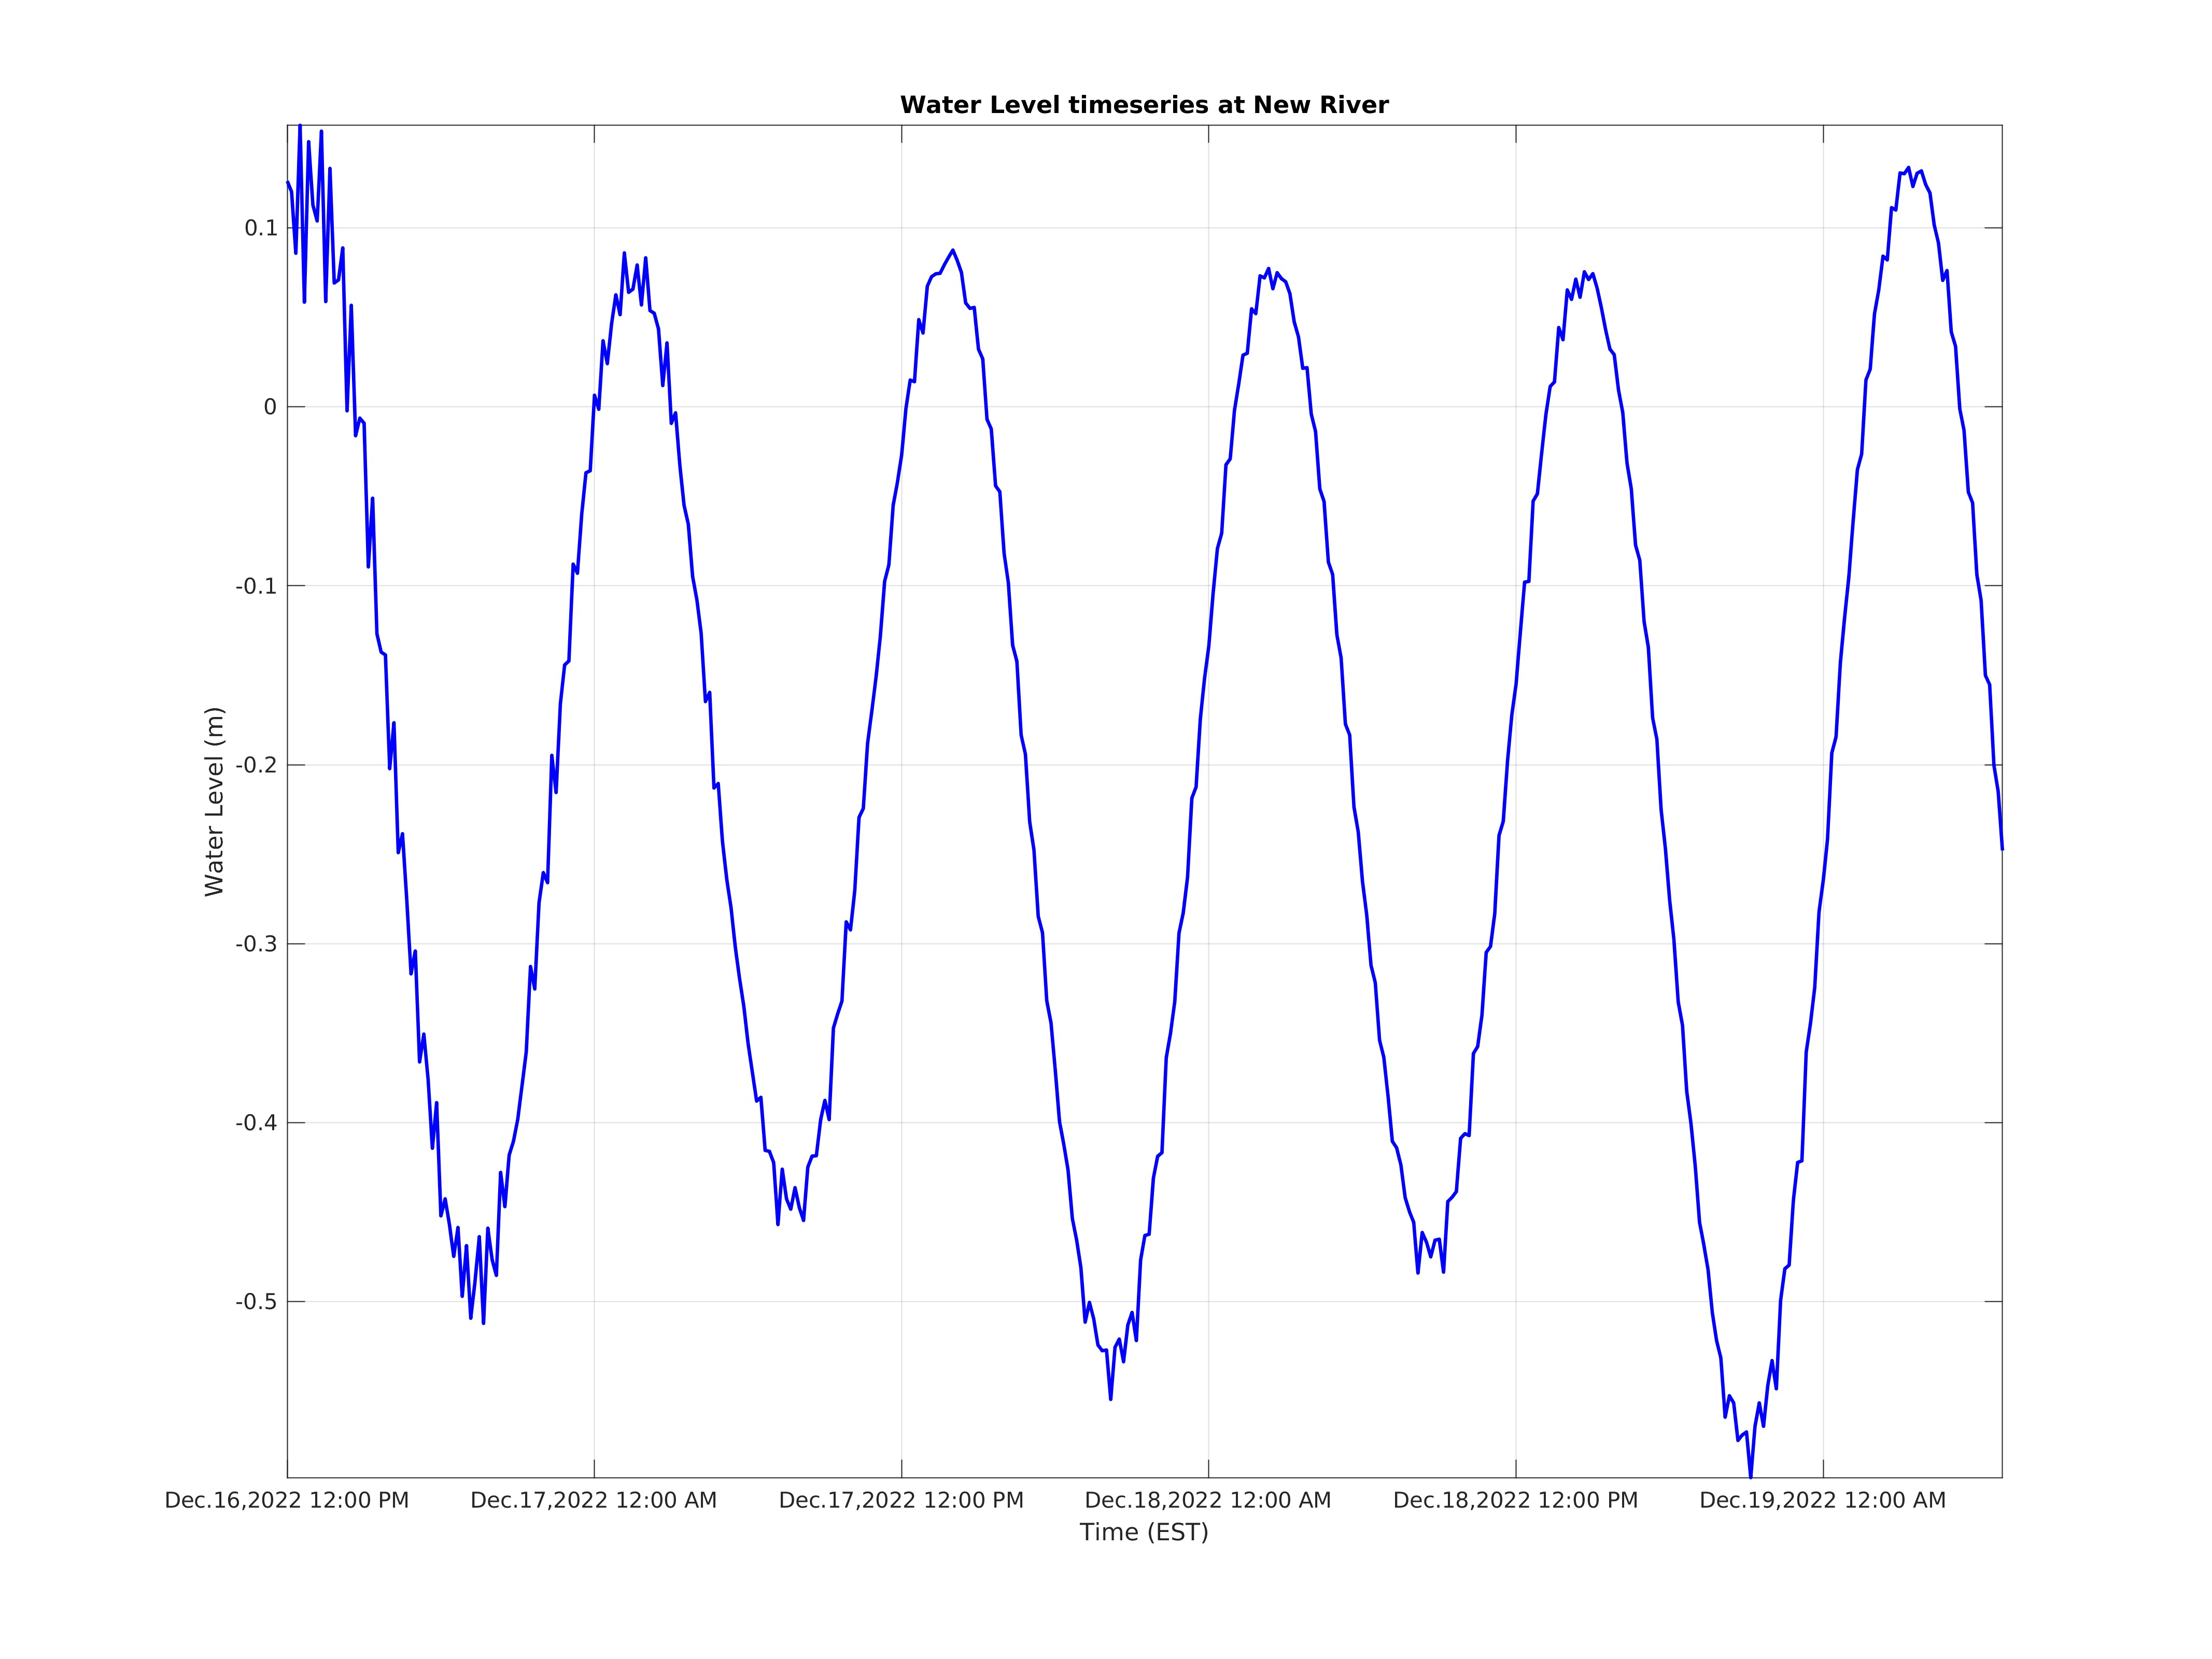 Water Level timeseries at New River
0.1
0
-0.1
-0.2
-0.3
-0.4
-0.5
Water Level (m)
Dec.16,2022 12:00 PM
Dec.17,2022 12:00 AM
Dec.17,2022 12:00 PM
Dec.18,2022 12:00 AM
Dec.18,2022 12:00 PM
Dec.19,2022 12:00 AM
Time (EST)